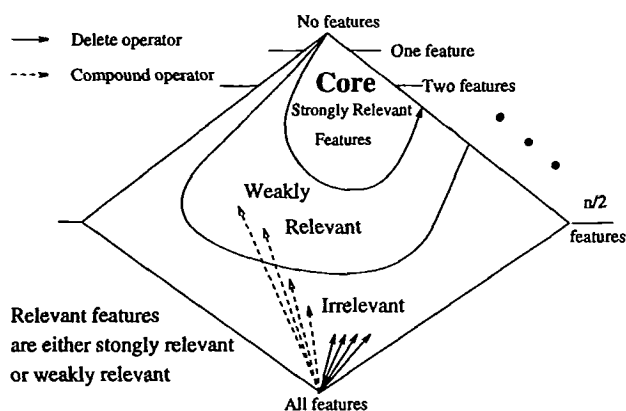 No features
Delete operator
One feature
Compound operator
Core
Two features
Strongly Relevant
Features
Weakly
n/2
Relevant
features
Irrelevant
Relevant features
are either stongly relevant
or weakly relevant
All features